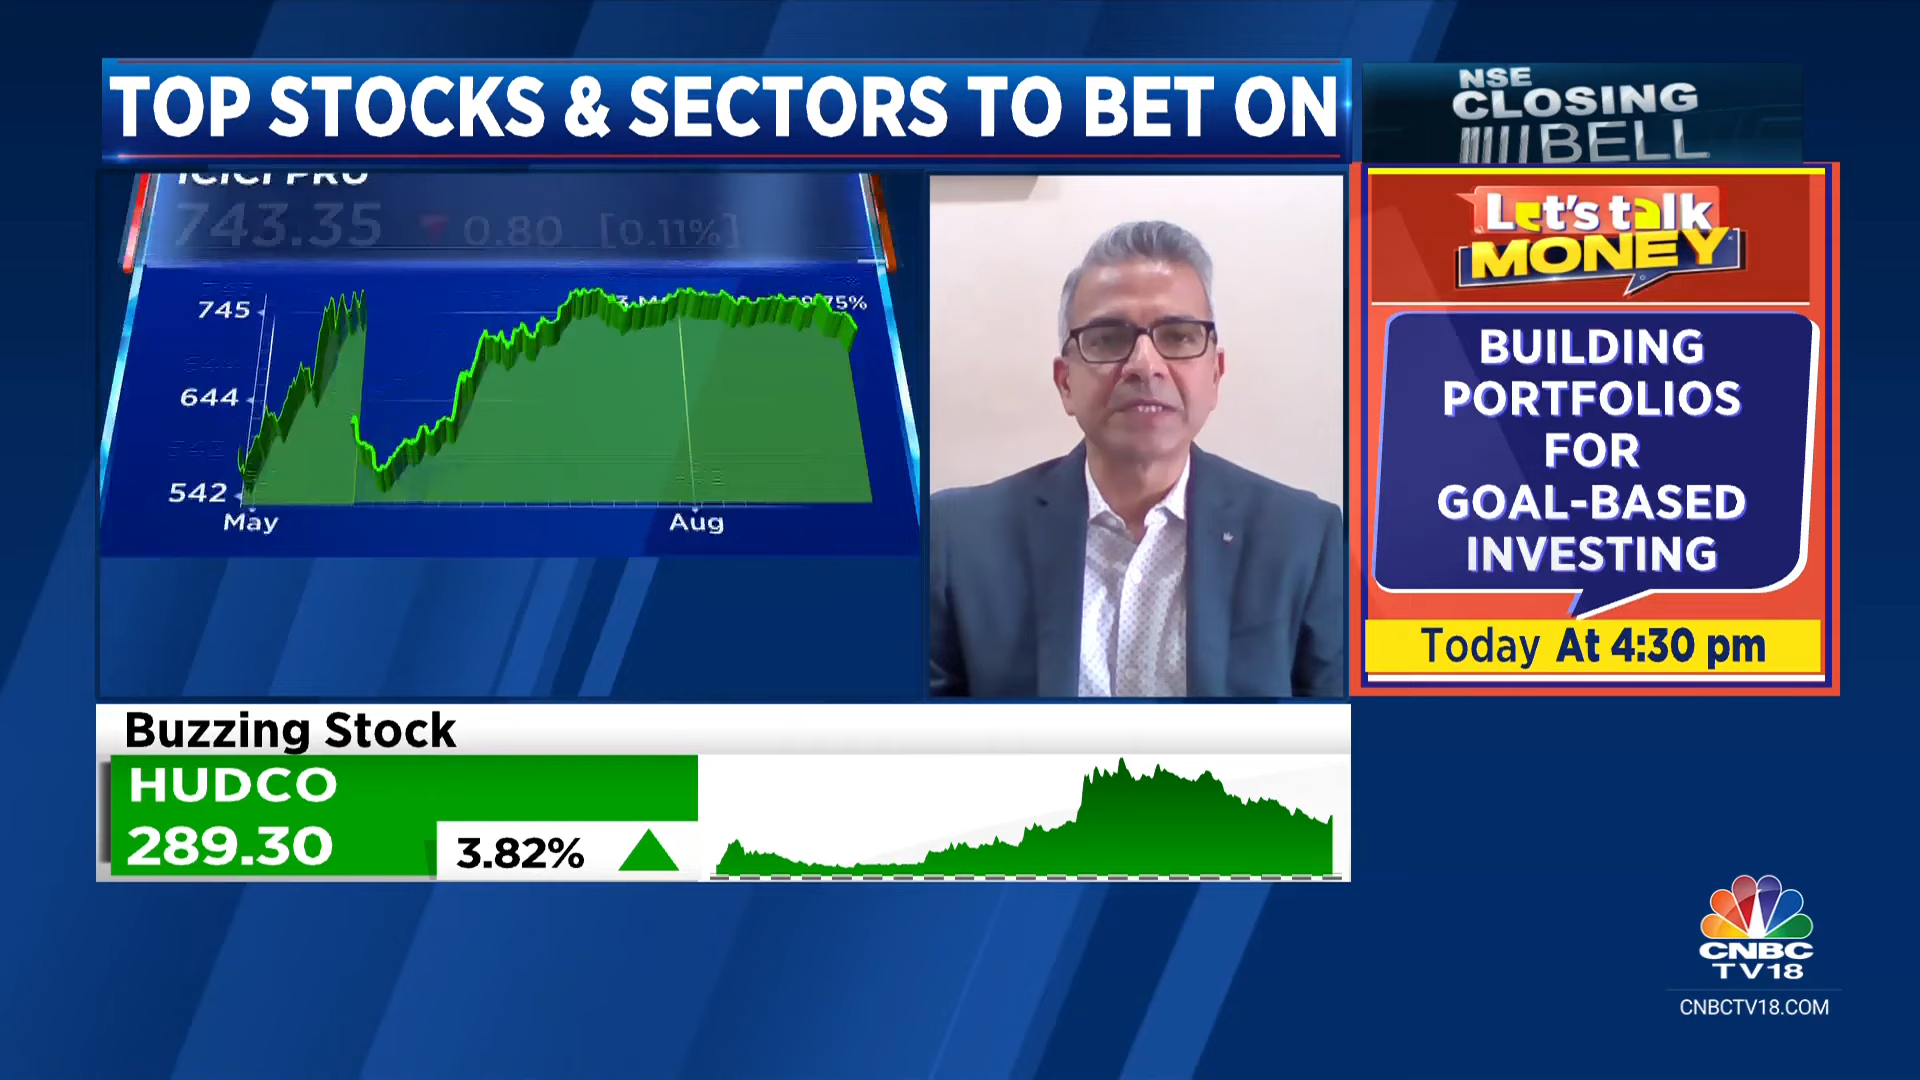 TOP STOCKS & SECTORS TO BET ON
NSE
CLOSING
BELL
ICICI PRU
743.35 ▼ 0.80 [0.11%]
745
644
542
May Aug
Let's talk
MONEY
BUILDING
PORTFOLIOS
FOR
GOAL-BASED
INVESTING
Today At 4:30 pm
Buzzing Stock
HUDCO
289.30
3.82%
CNBC
TV18
CNBCTV18.COM